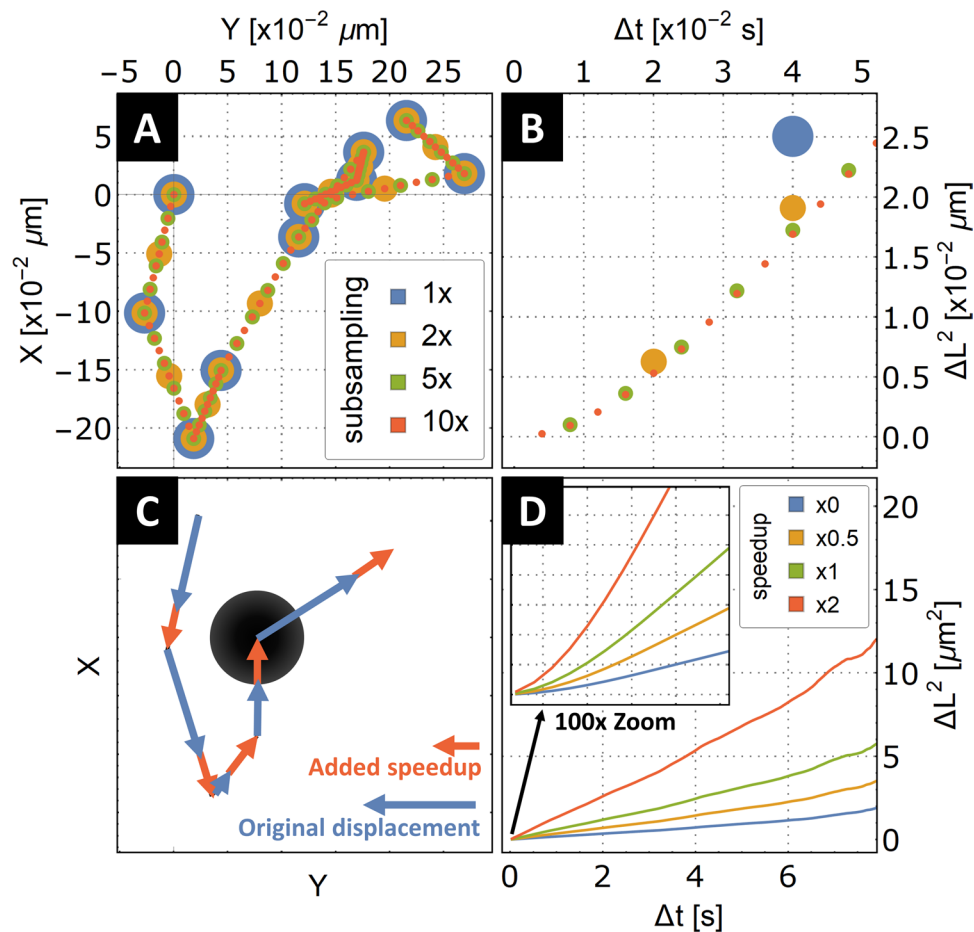 Y [x10⁻² μm]
−5 0 5 10 15 20 25
Δt [x10⁻² s]
0 1 2 3 4 5
A
X [x10⁻² μm]
5
0
−5
−10
−15
−20
subsampling
1x
2x
5x
10x
B
2.5
2.0
1.5
1.0
0.5
0.0
ΔL² [x10⁻² μm]
C
X
Added speedup
Original displacement
Y
D
100x Zoom
speedup
x0
x0.5
x1
x2
20
15
10
5
0
ΔL² [μm²]
0 2 4 6
Δt [s]